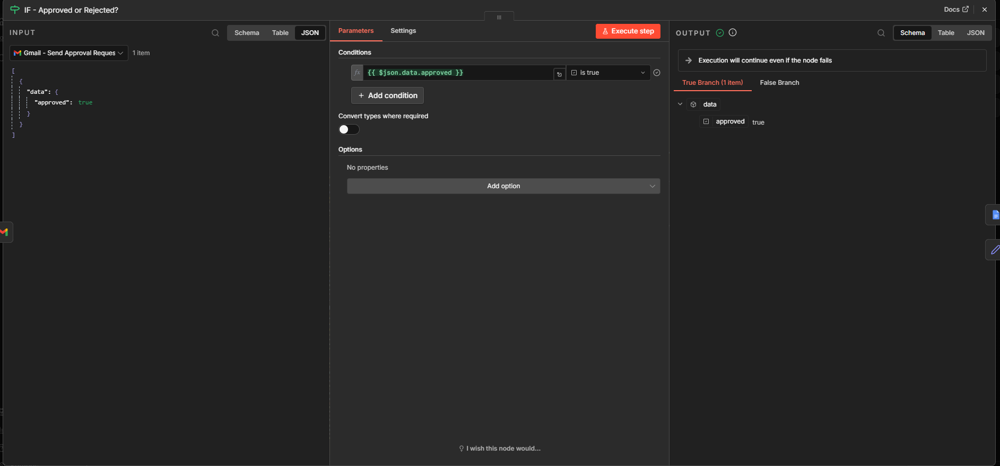 IF - Approved or Rejected?
Docs
INPUT
Schema
Table
JSON
Gmail - Send Approval Reques
1 item
[
{
"data": {
"approved": true
}
}
]
Parameters
Settings
Execute step
Conditions
fx
{{ $json.data.approved }}
is true
+ Add condition
Convert types where required
Options
No properties
Add option
I wish this node would...
OUTPUT
Schema
Table
JSON
Execution will continue even if the node fails
True Branch (1 item)
False Branch
data
approved
true